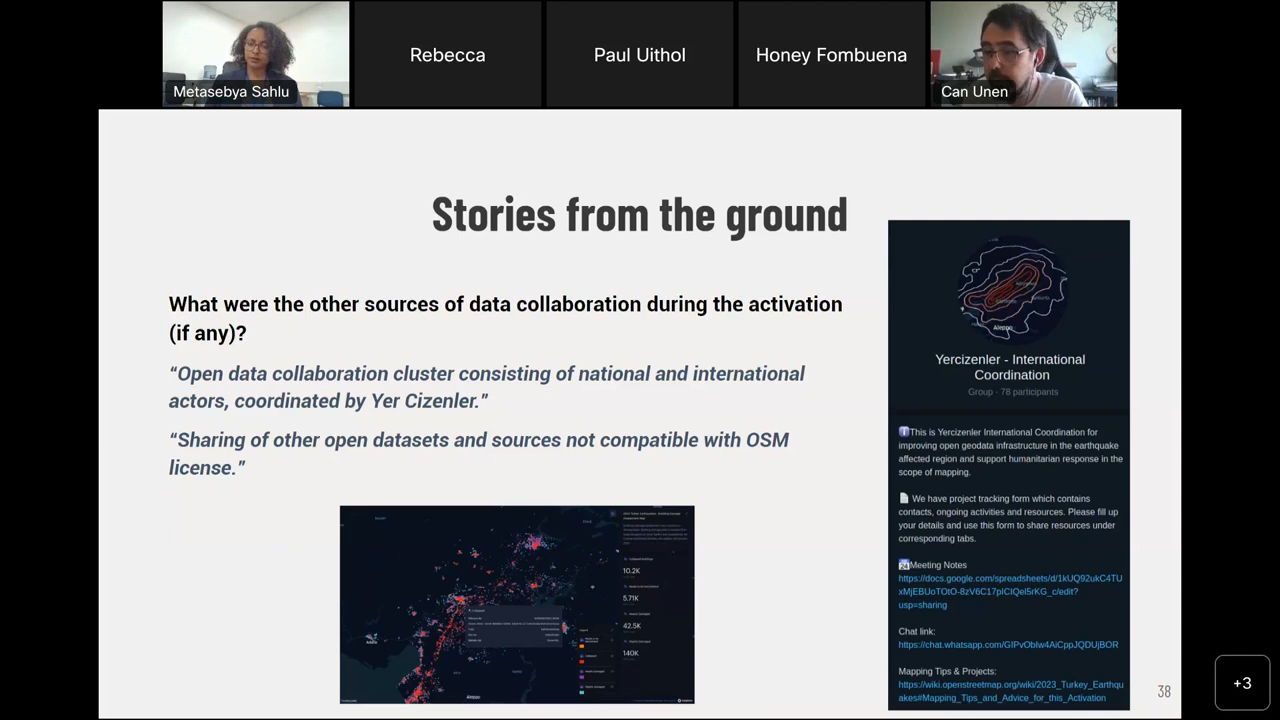 Rebecca
Paul Uithol
Honey Fombuena
Metasebya Sahlu
Can Unen
Stories from the ground
What were the other sources of data collaboration during the activation
(if any)?
“Open data collaboration cluster consisting of national and international
actors, coordinated by Yer Cizenler.”
“Sharing of other open datasets and sources not compatible with OSM
license.”
10.2K
5.71K
42.5K
140K
Aleppo
Yercizenler - International
Coordination
Group · 78 participants
This is Yercizenler International Coordination for
improving open geodata infrastructure in the earthquake
affected region and support humanitarian response in the
scope of mapping.
We have project tracking form which contains
contacts, ongoing activities and resources. Please fill up
your details and use this form to share resources under
corresponding tabs.
Meeting Notes
https://docs.google.com/spreadsheets/d/1kUQ92ukC4TU
xMjEBUoTOtO-8zV6C17pICIQel5rKG_c/edit?
usp=sharing
Chat link:
https://chat.whatsapp.com/GfPvOblw4AiCppJQDUjBOR
Mapping Tips & Projects:
https://wiki.openstreetmap.org/wiki/2023_Turkey_Earthqu
akes#Mapping_Tips_and_Advice_for_this_Activation
38
+3